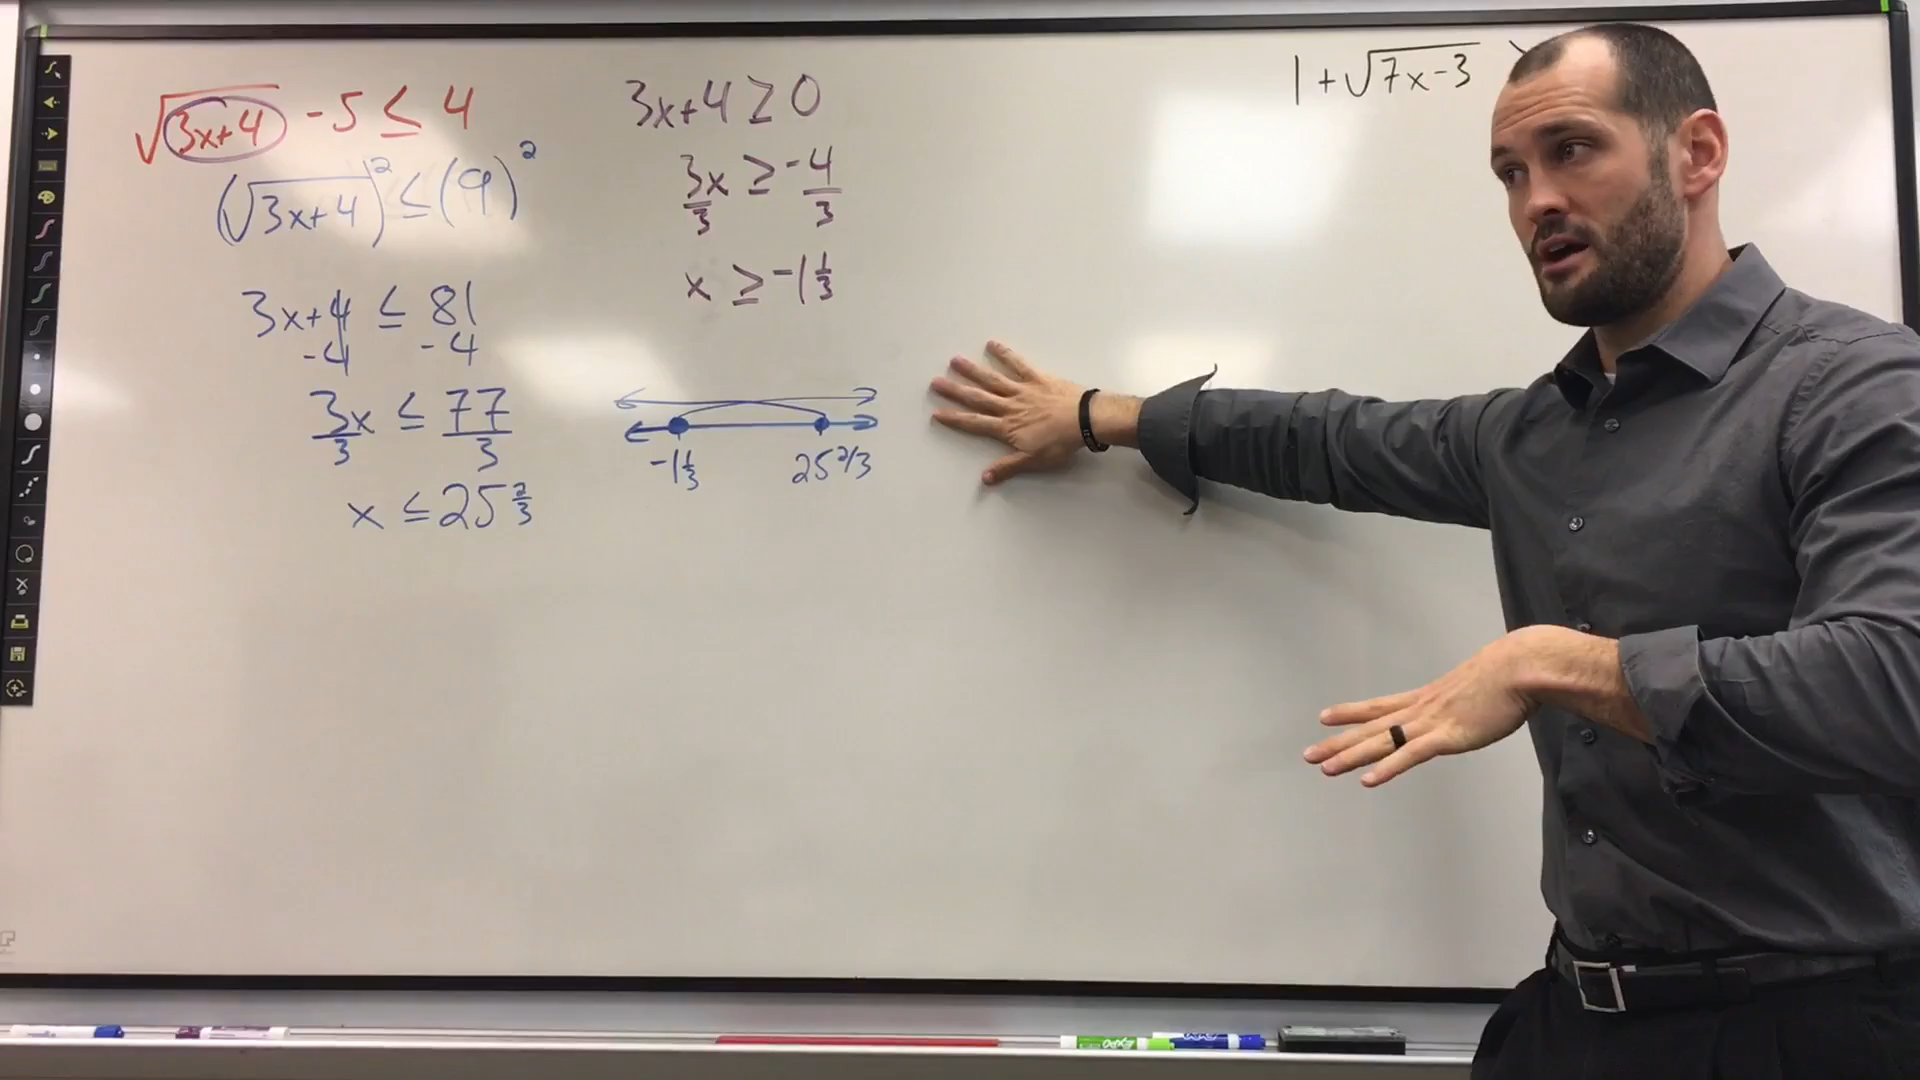 √3x+4 - 5 ≤ 4
(√3x+4)² ≤ (9)²
3x+4 ≤ 81
-4 -4
3x ≤ 77
3 3
x ≤ 25 2/3
3x+4 ≥ 0
3x ≥ -4
3 3
x ≥ -1 1/3
-1 1/3 25 2/3
1+√7x-3
EXPO